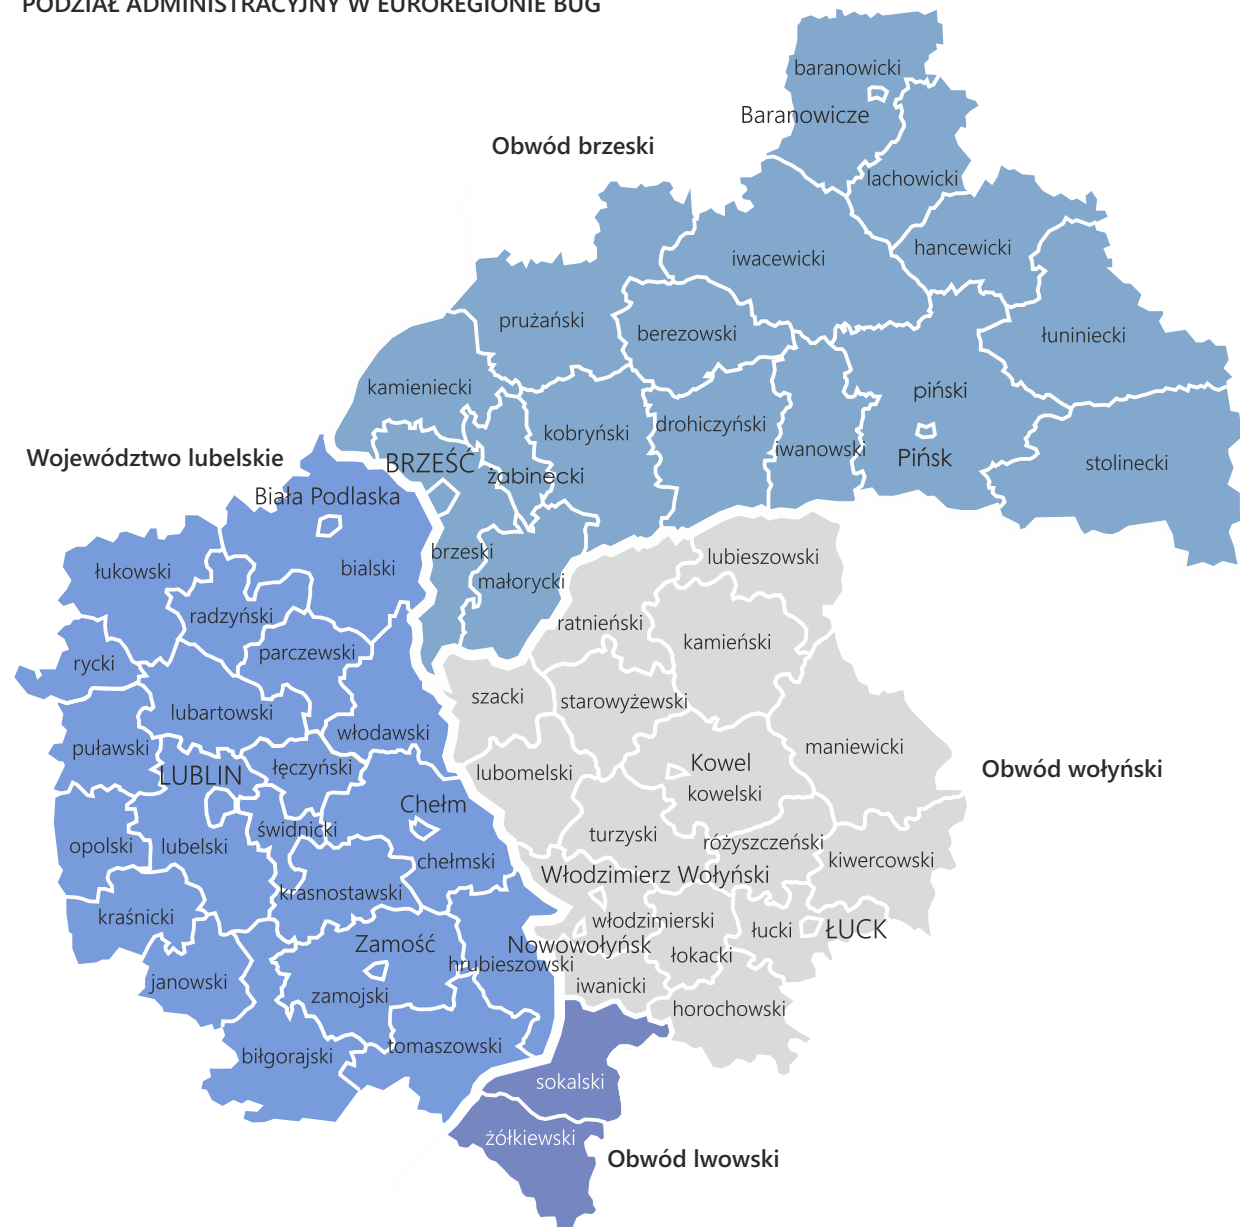 PODZIAŁ ADMINISTRACYJNY W EUROREGIONIE BUG
baranowicki
Baranowicze
Obwód brzeski
lachowicki
hancewicki
iwacewicki
prużański
berezowski
łuniniecki
kamieniecki
piński
drohiczyński
kobryński
iwanowski
Pińsk
Województwo lubelskie
BRZEŚĆ
żabinecki
stolinecki
Biała Podlaska
brzeski
lubieszowski
łukowski
bialski
małorycki
radzyński
ratnieński
kamieński
parczewski
rycki
szacki
starowyżewski
lubartowski
włodawski
puławski
maniewicki
LUBLIN
łęczyński
lubomelski
Kowel
Obwód wołyński
kowelski
Chełm
świdnicki
turzyski
opolski
lubelski
różyszczeński
chełmski
kiwercowski
Włodzimierz Wołyński
krasnostawski
kraśnicki
włodzimierski
łucki
ŁUCK
Zamość
Nowowołyńsk
hrubieszowski
łokacki
janowski
iwanicki
zamojski
horochowski
tomaszowski
biłgorajski
sokalski
żółkiewski
Obwód lwowski